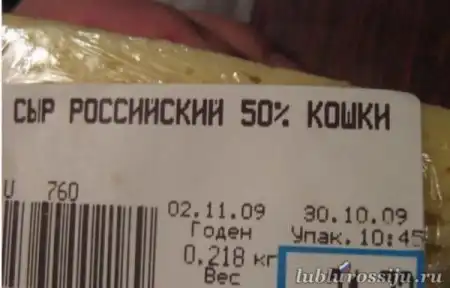 СЫР РОССИЙСКИЙ 50% КОШКИ
U 760
02.11.09 30.10.09
Годен Упак. 10:45
0.218 кг
Вес
lublurossiju.ru